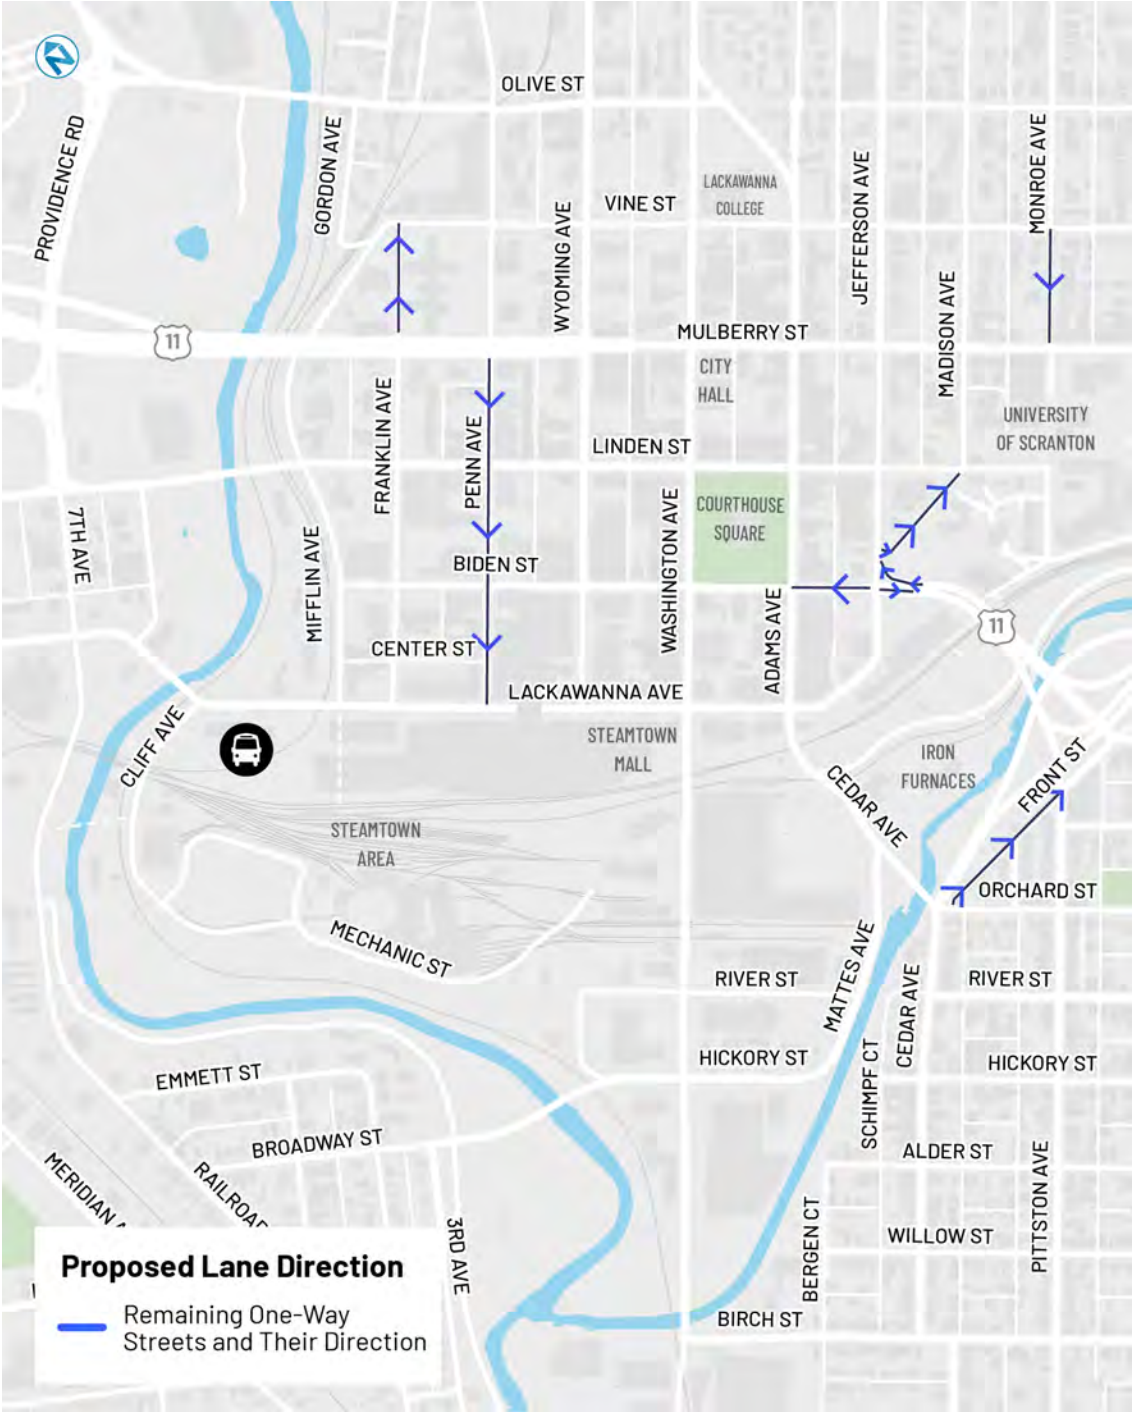 OLIVE ST
PROVIDENCE RD
GORDON AVE
LACKAWANNA
COLLEGE
MONROE AVE
VINE ST
JEFFERSON AVE
WYOMING AVE
MADISON AVE
11
MULBERRY ST
CITY
HALL
FRANKLIN AVE
PENN AVE
LINDEN ST
UNIVERSITY
OF SCRANTON
7TH AVE
MIFFLIN AVE
WASHINGTON AVE
COURTHOUSE
SQUARE
BIDEN ST
ADAMS AVE
11
CENTER ST
LACKAWANNA AVE
CLIFF AVE
STEAMTOWN
MALL
IRON
FURNACES
FRONT ST
CEDAR AVE
STEAMTOWN
AREA
ORCHARD ST
MECHANIC ST
MATTES AVE
RIVER ST
CEDAR AVE
RIVER ST
HICKORY ST
SCHIMPF CT
HICKORY ST
EMMETT ST
BROADWAY ST
ALDER ST
MERIDIAN A
RAILROAD
3RD AVE
BERGEN CT
WILLOW ST
PITTSTON AVE
BIRCH ST
Proposed Lane Direction
Remaining One-Way
Streets and Their Direction